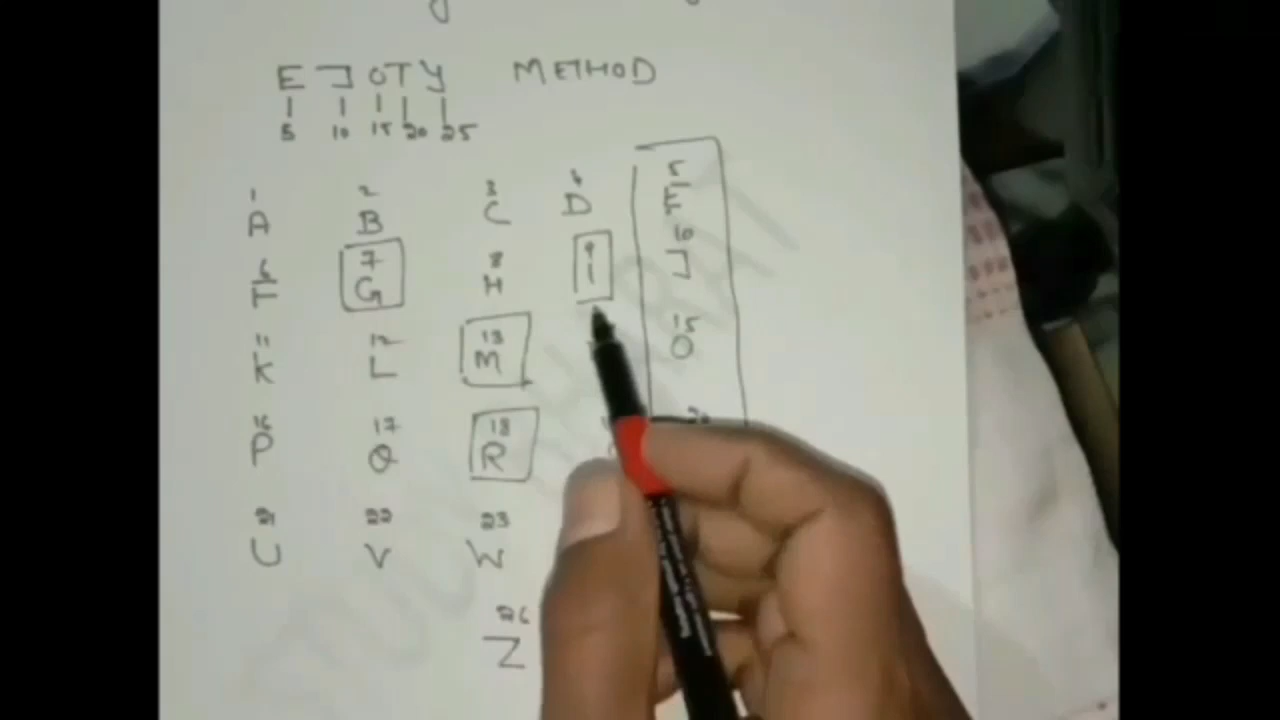 E J O T Y METHOD
5 10 15 20 25
1 2 3 4 5
A B C D E
6 7 8 9 10
F G H I J
11 12 13 15
K L M O
16 17 18 20
P Q R
21 22 23
U V W
26
Z